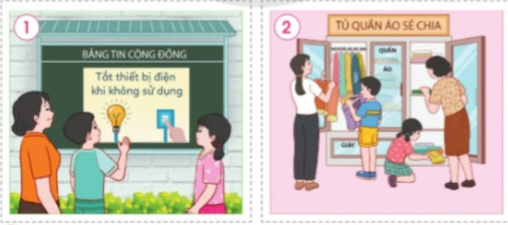 1
BẢNG TIN CỘNG ĐỒNG
Tắt thiết bị điện
khi không sử dụng
2
TỦ QUẦN ÁO SẺ CHIA
QUẦN
ÁO
GIÀY